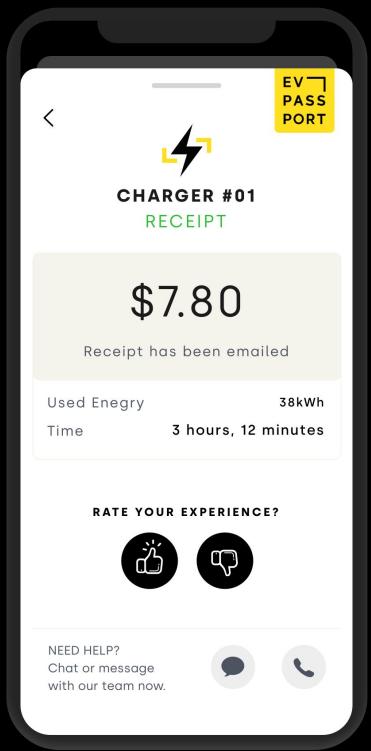 EV
PASS
PORT
CHARGER #01
RECEIPT
$7.80
Receipt has been emailed
Used Enegry 38kWh
Time 3 hours, 12 minutes
RATE YOUR EXPERIENCE?
NEED HELP?
Chat or message
with our team now.